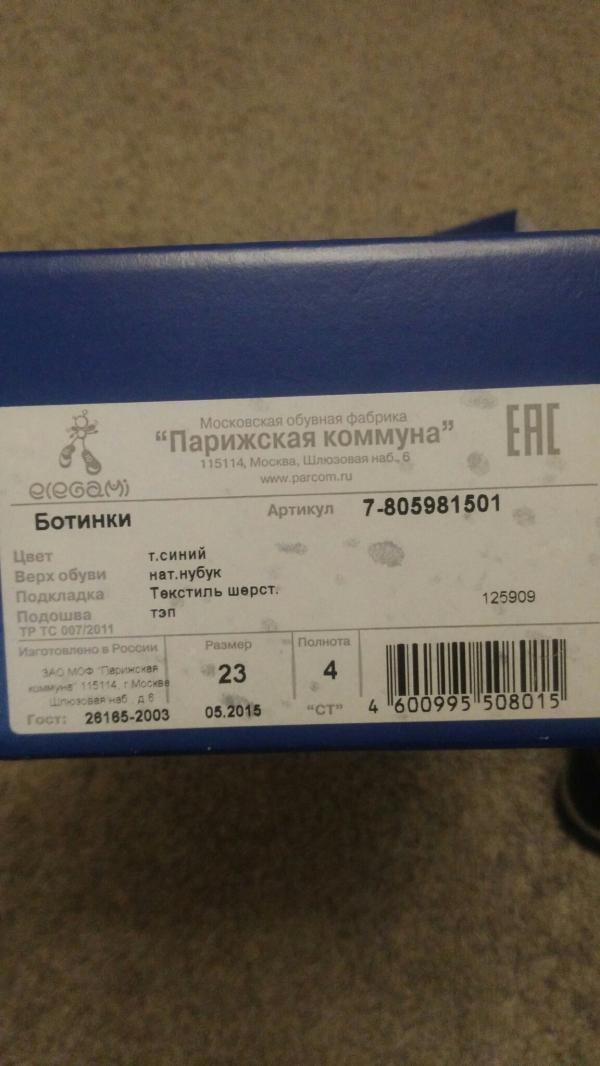 Московская обувная фабрика
"Парижская коммуна"
115114, Москва, Шлюзовая наб., 6
www.parcom.ru
EAC
elegami
Ботинки
Артикул 7-805981501
Цвет т.синий
Верх обуви нат.нубук
Подкладка Текстиль шерст.
Подошва тэп
125909
ТР ТС 007/2011
Изготовлено в России
ЗАО МОФ "Парижская
коммуна" 115114, г.Москва
Шлюзовая наб., д.6
Гост: 26165-2003
Размер
23
05.2015
Полнота
4
"СТ"
4 600995 508015